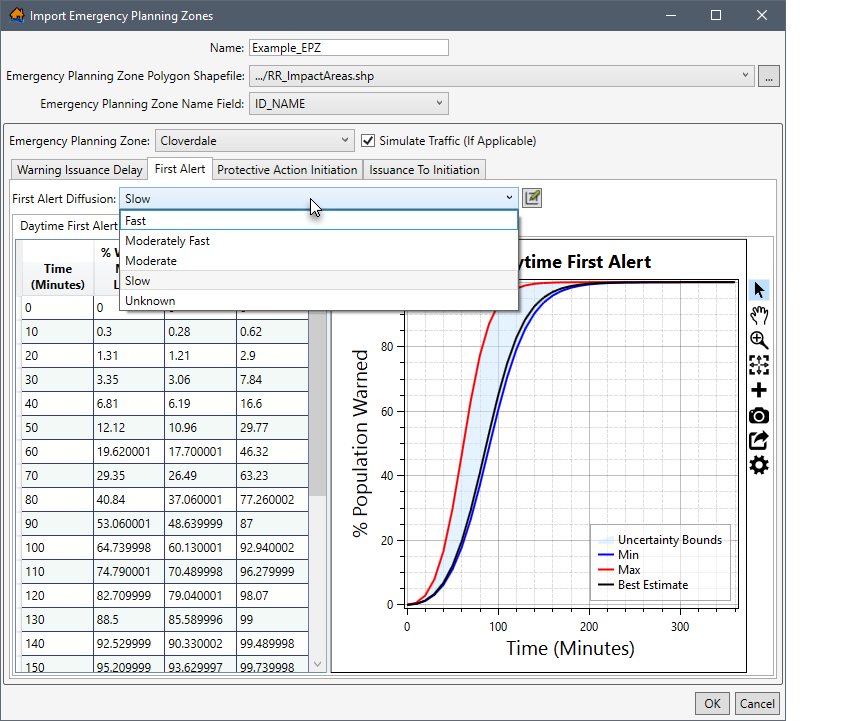 Import Emergency Planning Zones
Name: Example_EPZ
Emergency Planning Zone Polygon Shapefile: .../RR_ImpactAreas.shp ...
Emergency Planning Zone Name Field: ID_NAME
Emergency Planning Zone: Cloverdale Simulate Traffic (If Applicable)
Warning Issuance Delay First Alert Protective Action Initiation Issuance To Initiation
First Alert Diffusion: Slow
Fast
Moderately Fast
Moderate
Slow
Unknown
Daytime First Alert
Time (Minutes) % 
0 0
10 0.3 0.28 0.62
20 1.31 1.21 2.9
30 3.35 3.06 7.84
40 6.81 6.19 16.6
50 12.12 10.96 29.77
60 19.620001 17.700001 46.32
70 29.35 26.49 63.23
80 40.84 37.060001 77.260002
90 53.060001 48.639999 87
100 64.739998 60.130001 92.940002
110 74.790001 70.489998 96.279999
120 82.709999 79.040001 98.07
130 88.5 85.589996 99
140 92.529999 90.330002 99.489998
150 95.209999 93.629997 99.739998
ytime First Alert
% Population Warned
80
60
40
20
0
0 100 200 300
Time (Minutes)
Uncertainty Bounds
Min
Max
Best Estimate
OK Cancel